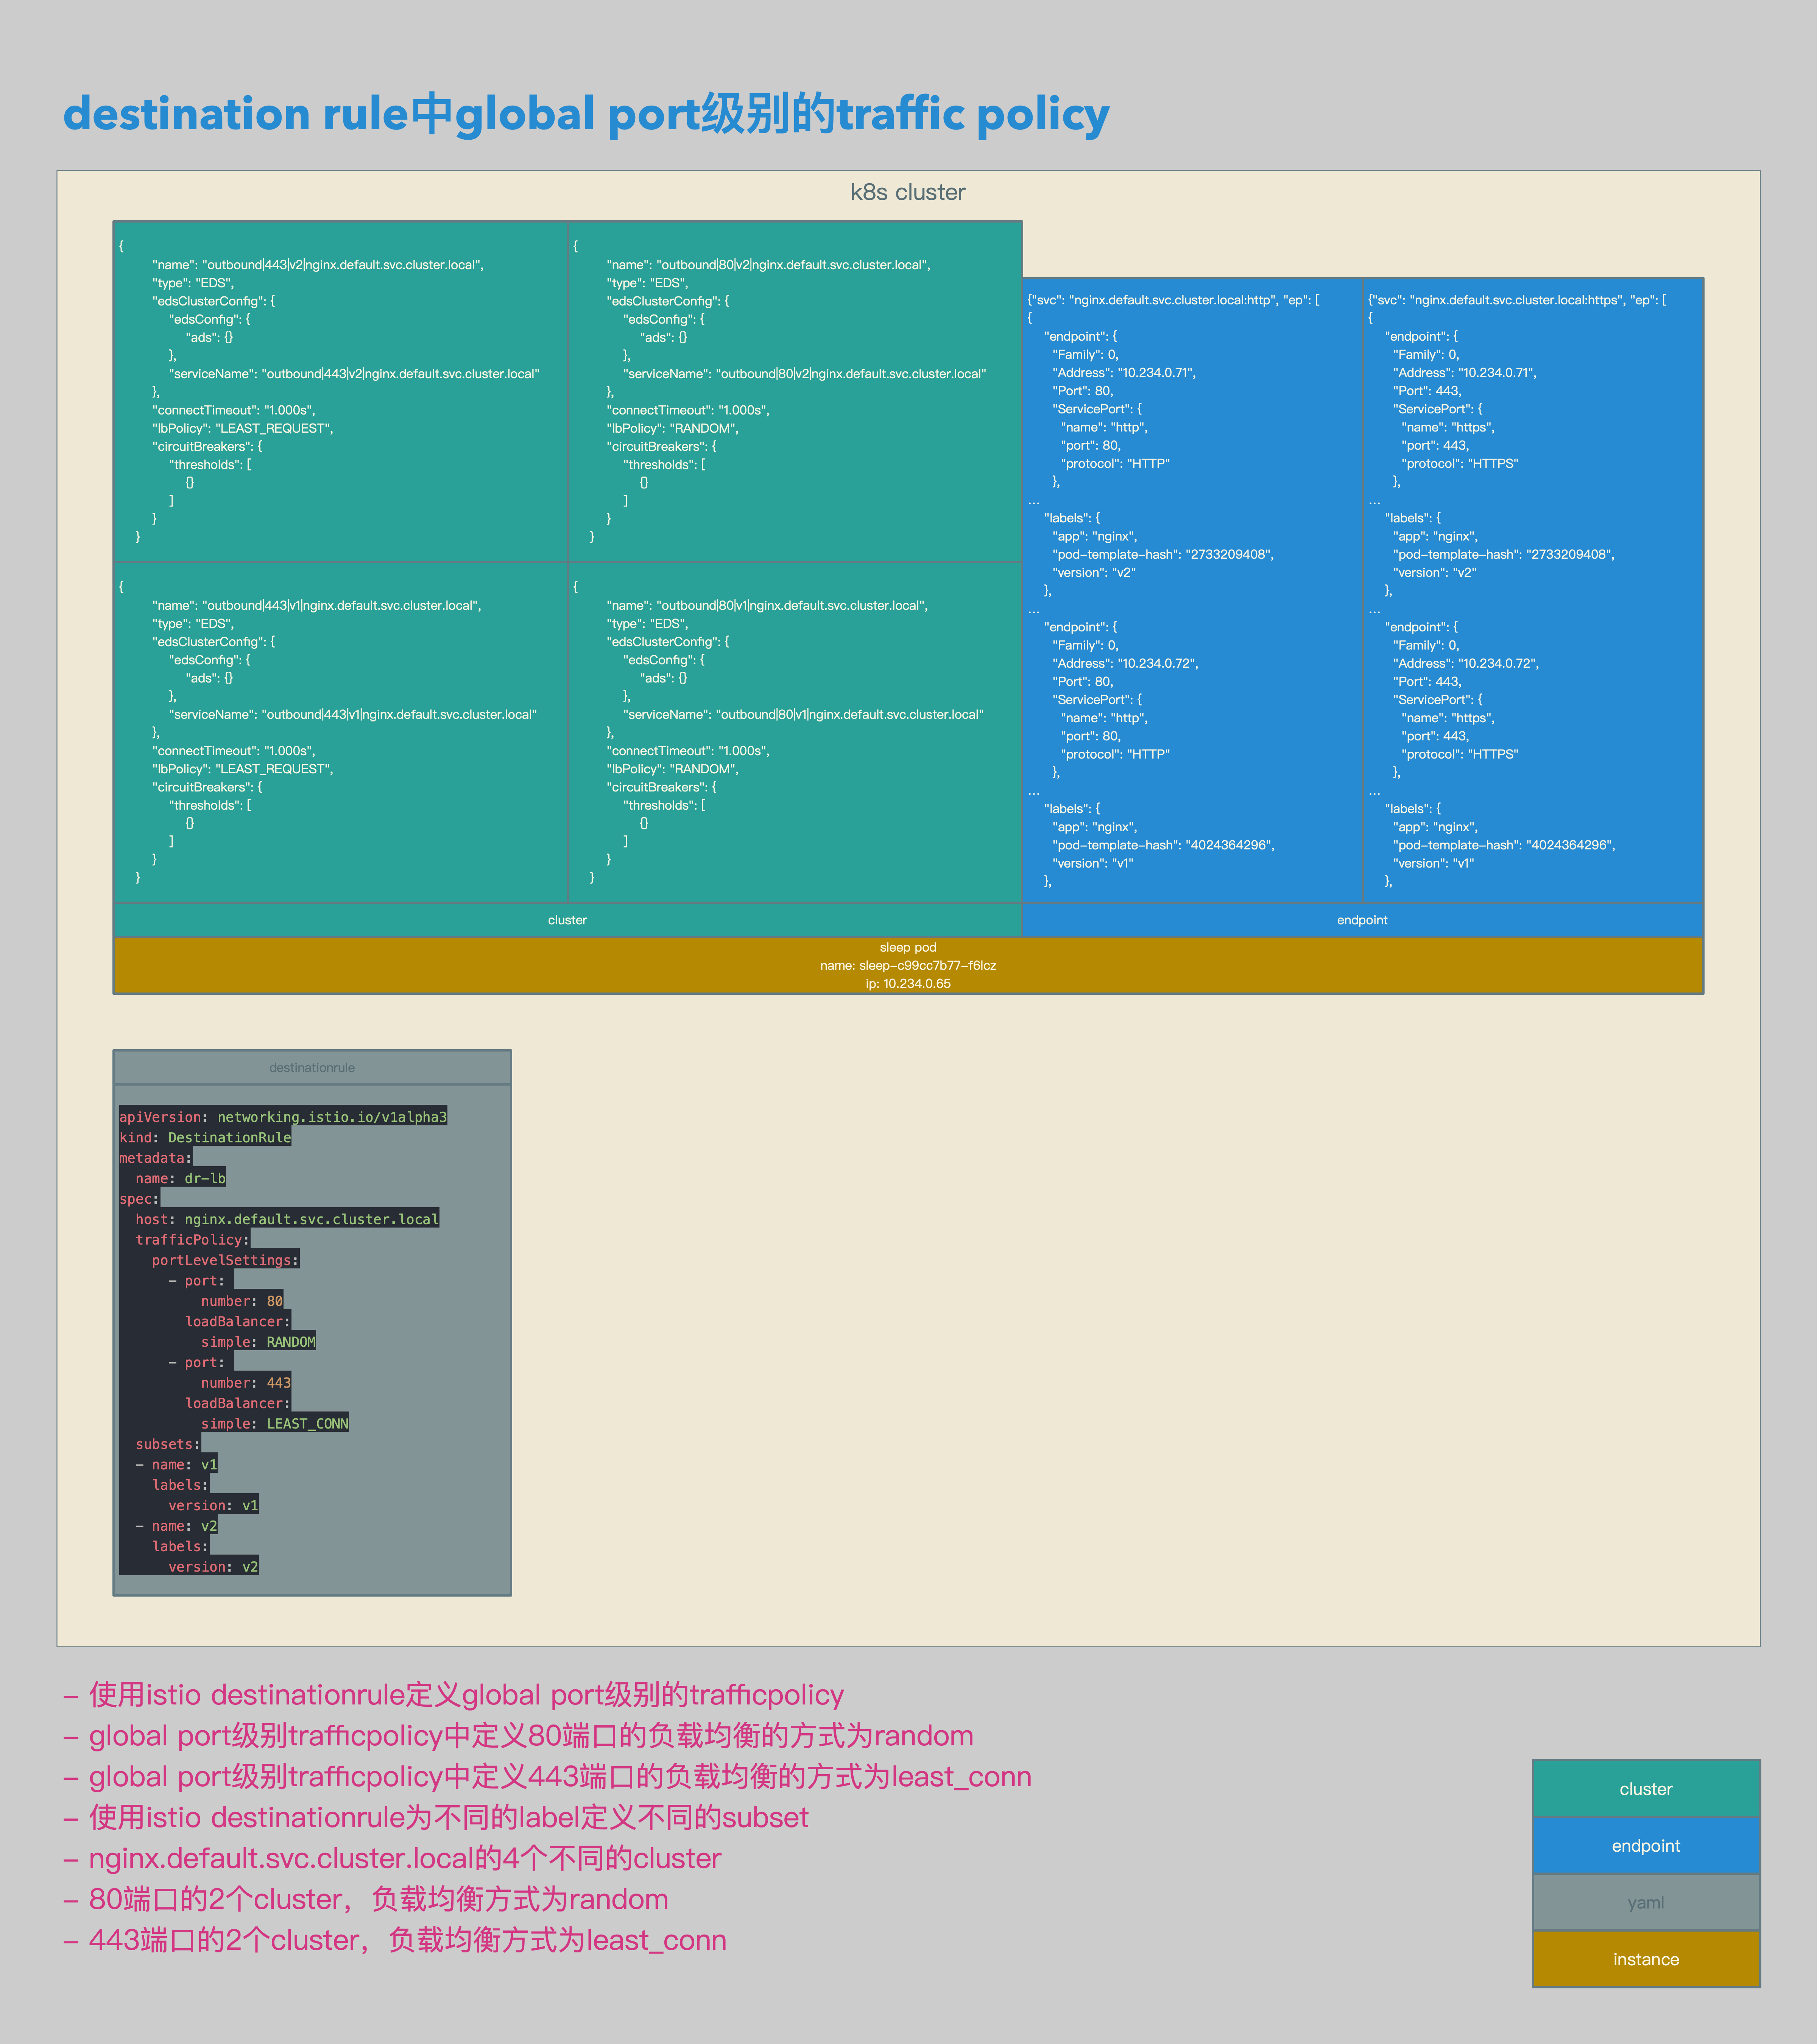 destination rule中global port级别的traffic policy
k8s cluster
{
"name": "outbound|443|v2|nginx.default.svc.cluster.local",
"type": "EDS",
"edsClusterConfig": {
"edsConfig": {
"ads": {}
},
"serviceName": "outbound|443|v2|nginx.default.svc.cluster.local"
},
"connectTimeout": "1.000s",
"lbPolicy": "LEAST_REQUEST",
"circuitBreakers": {
"thresholds": [
{}
]
}
}
{
"name": "outbound|80|v2|nginx.default.svc.cluster.local",
"type": "EDS",
"edsClusterConfig": {
"edsConfig": {
"ads": {}
},
"serviceName": "outbound|80|v2|nginx.default.svc.cluster.local"
},
"connectTimeout": "1.000s",
"lbPolicy": "RANDOM",
"circuitBreakers": {
"thresholds": [
{}
]
}
}
{
"name": "outbound|443|v1|nginx.default.svc.cluster.local",
"type": "EDS",
"edsClusterConfig": {
"edsConfig": {
"ads": {}
},
"serviceName": "outbound|443|v1|nginx.default.svc.cluster.local"
},
"connectTimeout": "1.000s",
"lbPolicy": "LEAST_REQUEST",
"circuitBreakers": {
"thresholds": [
{}
]
}
}
{
"name": "outbound|80|v1|nginx.default.svc.cluster.local",
"type": "EDS",
"edsClusterConfig": {
"edsConfig": {
"ads": {}
},
"serviceName": "outbound|80|v1|nginx.default.svc.cluster.local"
},
"connectTimeout": "1.000s",
"lbPolicy": "RANDOM",
"circuitBreakers": {
"thresholds": [
{}
]
}
}
{"svc": "nginx.default.svc.cluster.local:http", "ep": [
{
"endpoint": {
"Family": 0,
"Address": "10.234.0.71",
"Port": 80,
"ServicePort": {
"name": "http",
"port": 80,
"protocol": "HTTP"
},
...
"labels": {
"app": "nginx",
"pod-template-hash": "2733209408",
"version": "v2"
},
...
"endpoint": {
"Family": 0,
"Address": "10.234.0.72",
"Port": 80,
"ServicePort": {
"name": "http",
"port": 80,
"protocol": "HTTP"
},
...
"labels": {
"app": "nginx",
"pod-template-hash": "4024364296",
"version": "v1"
},
{"svc": "nginx.default.svc.cluster.local:https", "ep": [
{
"endpoint": {
"Family": 0,
"Address": "10.234.0.71",
"Port": 443,
"ServicePort": {
"name": "https",
"port": 443,
"protocol": "HTTPS"
},
...
"labels": {
"app": "nginx",
"pod-template-hash": "2733209408",
"version": "v2"
},
...
"endpoint": {
"Family": 0,
"Address": "10.234.0.72",
"Port": 443,
"ServicePort": {
"name": "https",
"port": 443,
"protocol": "HTTPS"
},
...
"labels": {
"app": "nginx",
"pod-template-hash": "4024364296",
"version": "v1"
},
cluster
endpoint
sleep pod
name: sleep-c99cc7b77-f6lcz
ip: 10.234.0.65
destinationrule
apiVersion: networking.istio.io/v1alpha3
kind: DestinationRule
metadata:
name: dr-lb
spec:
host: nginx.default.svc.cluster.local
trafficPolicy:
portLevelSettings:
- port:
number: 80
loadBalancer:
simple: RANDOM
- port:
number: 443
loadBalancer:
simple: LEAST_CONN
subsets:
- name: v1
labels:
version: v1
- name: v2
labels:
version: v2
- 使用istio destinationrule定义global port级别的trafficpolicy
- global port级别trafficpolicy中定义80端口的负载均衡的方式为random
- global port级别trafficpolicy中定义443端口的负载均衡的方式为least_conn
- 使用istio destinationrule为不同的label定义不同的subset
- nginx.default.svc.cluster.local的4个不同的cluster
- 80端口的2个cluster，负载均衡方式为random
- 443端口的2个cluster，负载均衡方式为least_conn
cluster
endpoint
yaml
instance